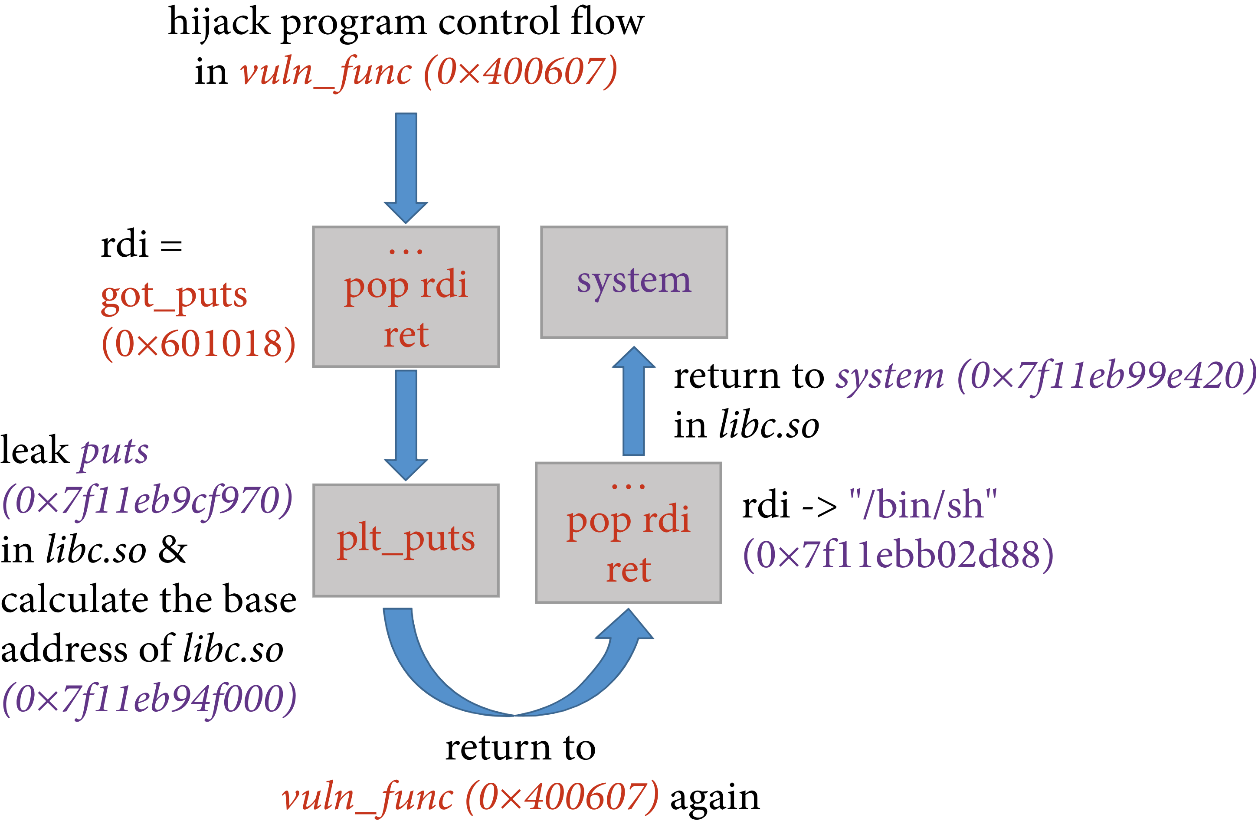 hijack program control flow
in vuln_func (0×400607)
rdi =
got_puts
(0×601018)
...
pop rdi
ret
leak puts
(0×7f11eb9cf970)
in libc.so &
calculate the base
address of libc.so
(0×7f11eb94f000)
plt_puts
return to
vuln_func (0×400607) again
...
pop rdi
ret
rdi -> "/bin/sh"
(0×7f11ebb02d88)
return to system (0×7f11eb99e420)
in libc.so
system